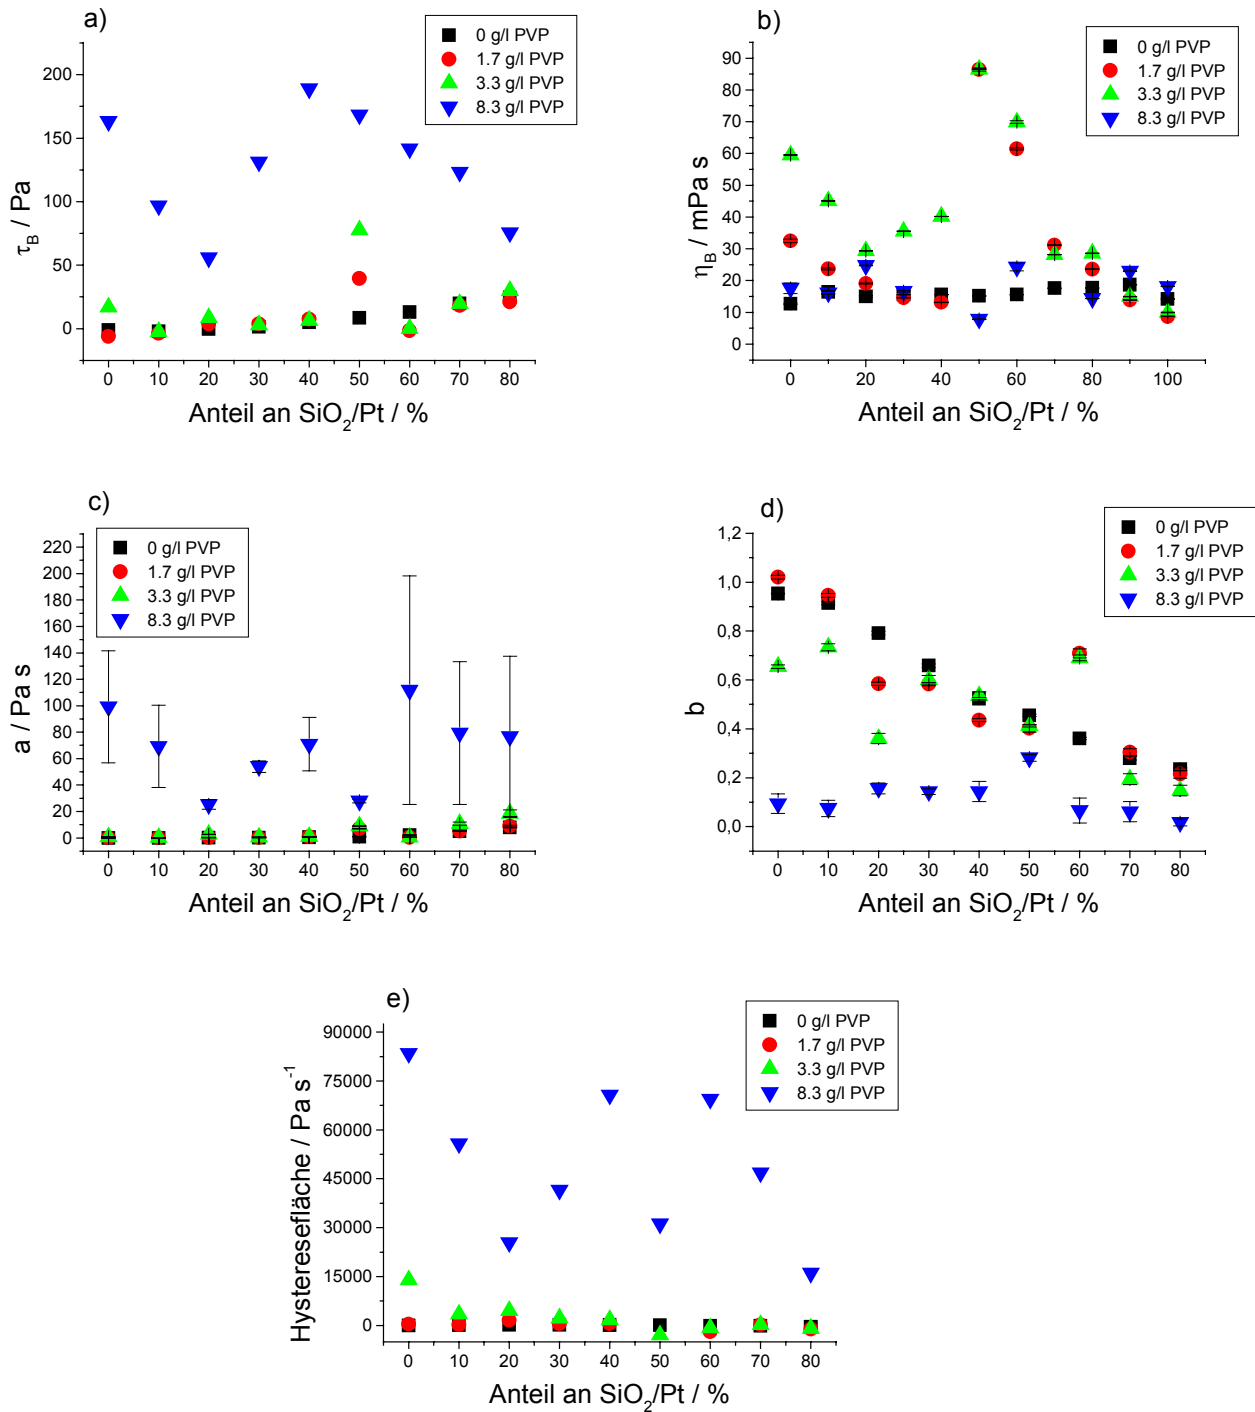 a)
0 g/l PVP
1.7 g/l PVP
3.3 g/l PVP
8.3 g/l PVP
200
150
100
50
0
τB / Pa
0 10 20 30 40 50 60 70 80
Anteil an SiO2/Pt / %
b)
0 g/l PVP
1.7 g/l PVP
3.3 g/l PVP
8.3 g/l PVP
90
80
70
60
50
40
30
20
10
0
ηB / mPa s
0 20 40 60 80 100
Anteil an SiO2/Pt / %
c)
0 g/l PVP
1.7 g/l PVP
3.3 g/l PVP
8.3 g/l PVP
220
200
180
160
140
120
100
80
60
40
20
0
a / Pa s
0 10 20 30 40 50 60 70 80
Anteil an SiO2/Pt / %
d)
0 g/l PVP
1.7 g/l PVP
3.3 g/l PVP
8.3 g/l PVP
1,2
1,0
0,8
0,6
0,4
0,2
0,0
b
0 10 20 30 40 50 60 70 80
Anteil an SiO2/Pt / %
e)
0 g/l PVP
1.7 g/l PVP
3.3 g/l PVP
8.3 g/l PVP
90000
75000
60000
45000
30000
15000
0
Hysteresefläche / Pa s-1
0 10 20 30 40 50 60 70 80
Anteil an SiO2/Pt / %